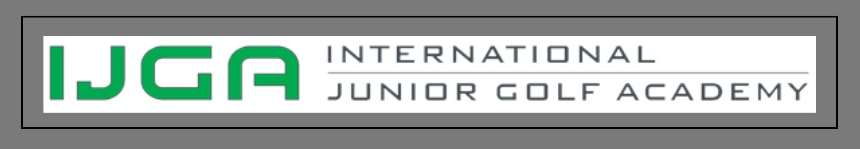 IJGA
INTERNATIONAL
JUNIOR GOLF ACADEMY